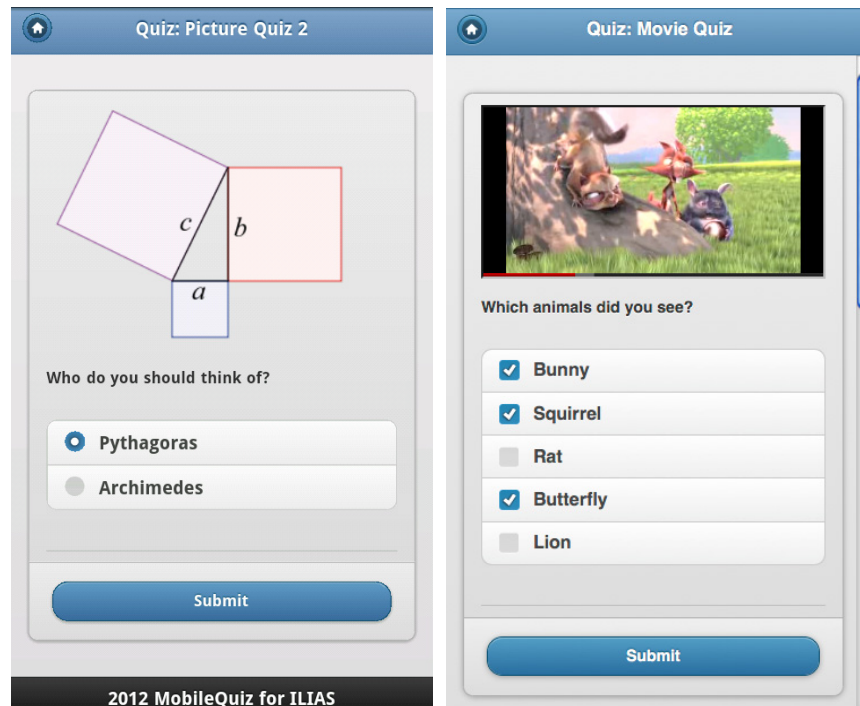 Quiz: Picture Quiz 2
c
b
a
Who do you should think of?
Pythagoras
Archimedes
Submit
2012 MobileQuiz for ILIAS
Quiz: Movie Quiz
Which animals did you see?
Bunny
Squirrel
Rat
Butterfly
Lion
Submit